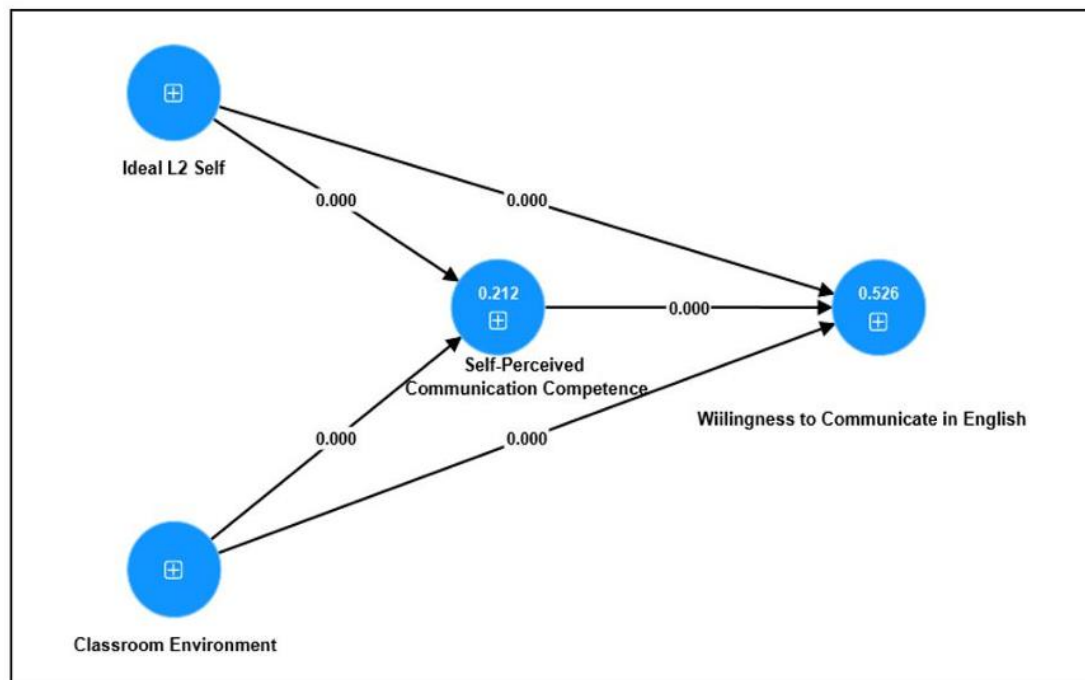 Ideal L2 Self
0.000
0.000
0.212
0.000
0.526
Self-Perceived
Communication Competence
Wiilingness to Communicate in English
0.000
0.000
Classroom Environment